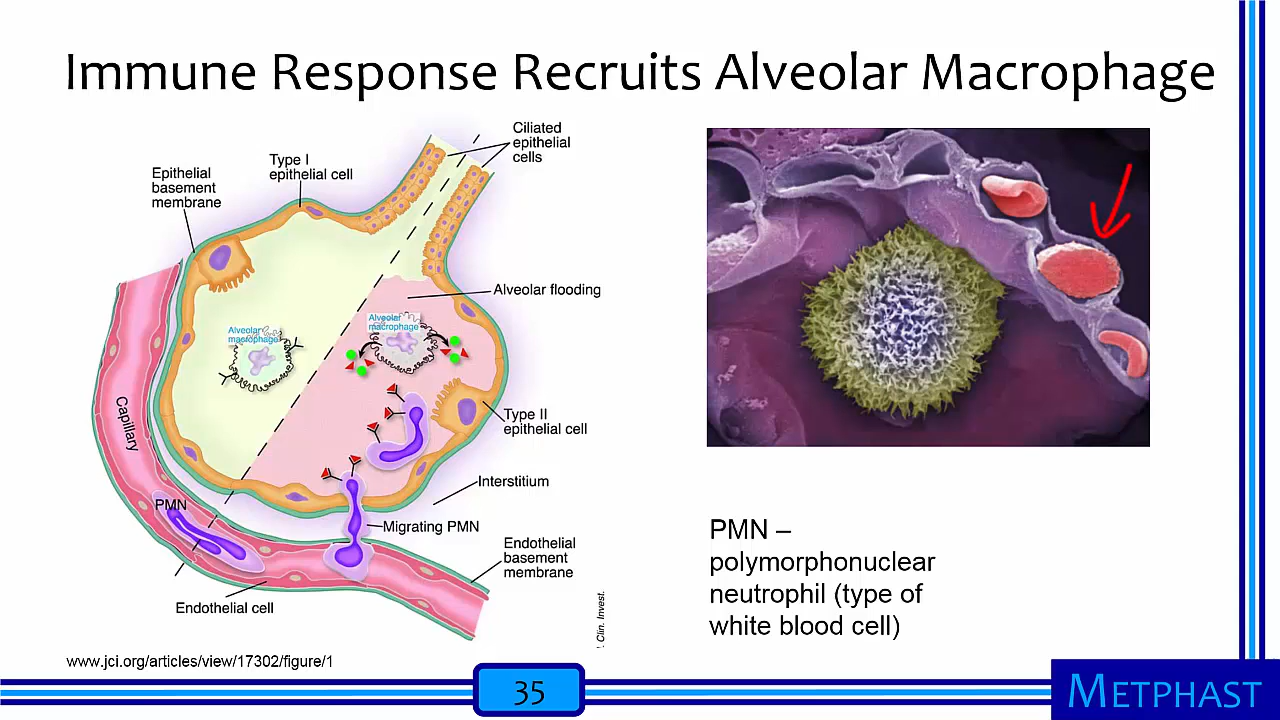 Immune Response Recruits Alveolar Macrophage
Ciliated
epithelial
cells
Type I
epithelial cell
Epithelial
basement
membrane
Alveolar flooding
Alveolar
macrophage
Alveolar
macrophage
Type II
epithelial cell
Capillary
Interstitium
PMN
Migrating PMN
Endothelial
basement
membrane
Endothelial cell
Clin. Invest.
PMN –
polymorphonuclear
neutrophil (type of
white blood cell)
www.jci.org/articles/view/17302/figure/1
35
METPHAST